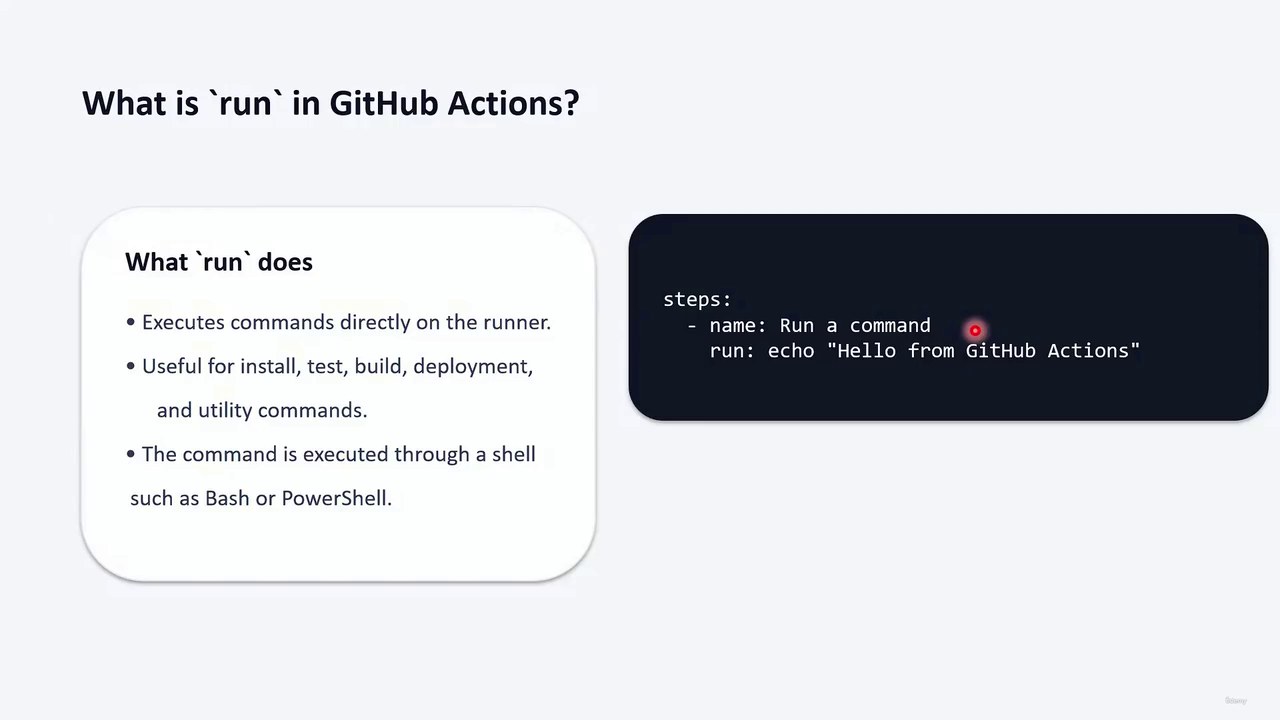 What is `run` in GitHub Actions?
What `run` does
• Executes commands directly on the runner.
• Useful for install, test, build, deployment,
and utility commands.
• The command is executed through a shell
such as Bash or PowerShell.
steps:
  - name: Run a command
    run: echo "Hello from GitHub Actions"
Udemy